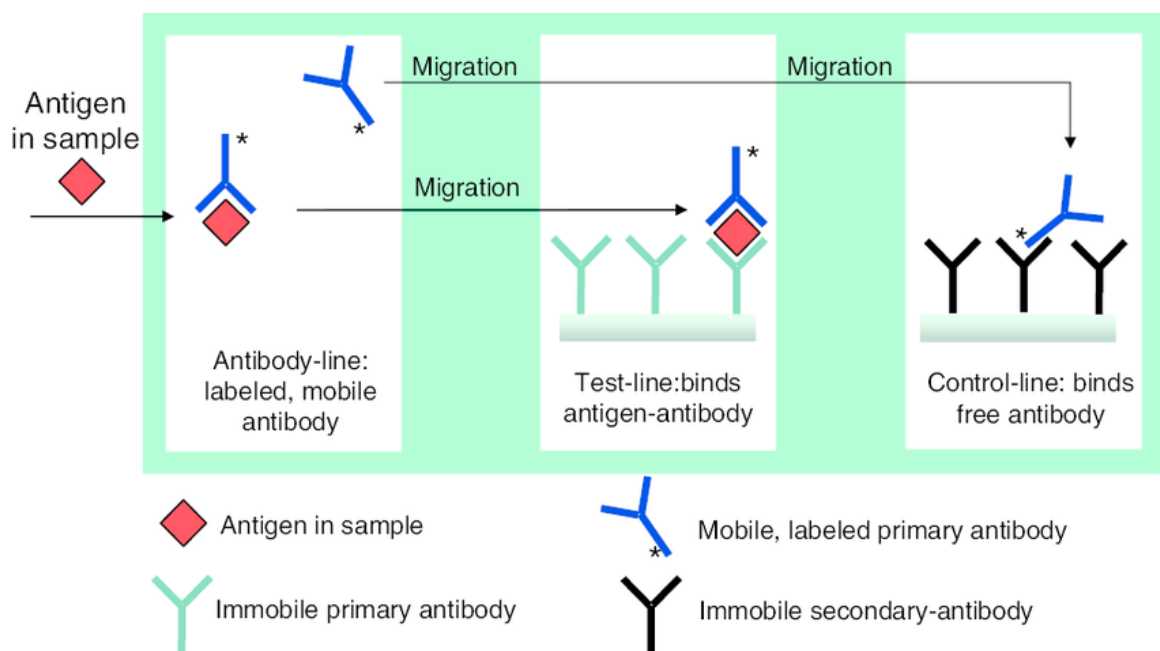 Antigen
in sample
*
*
Migration
Migration
Migration
*
*
Antibody-line:
labeled, mobile
antibody
Test-line:binds
antigen-antibody
Control-line: binds
free antibody
Antigen in sample
*
Mobile, labeled primary antibody
Immobile primary antibody
Immobile secondary-antibody